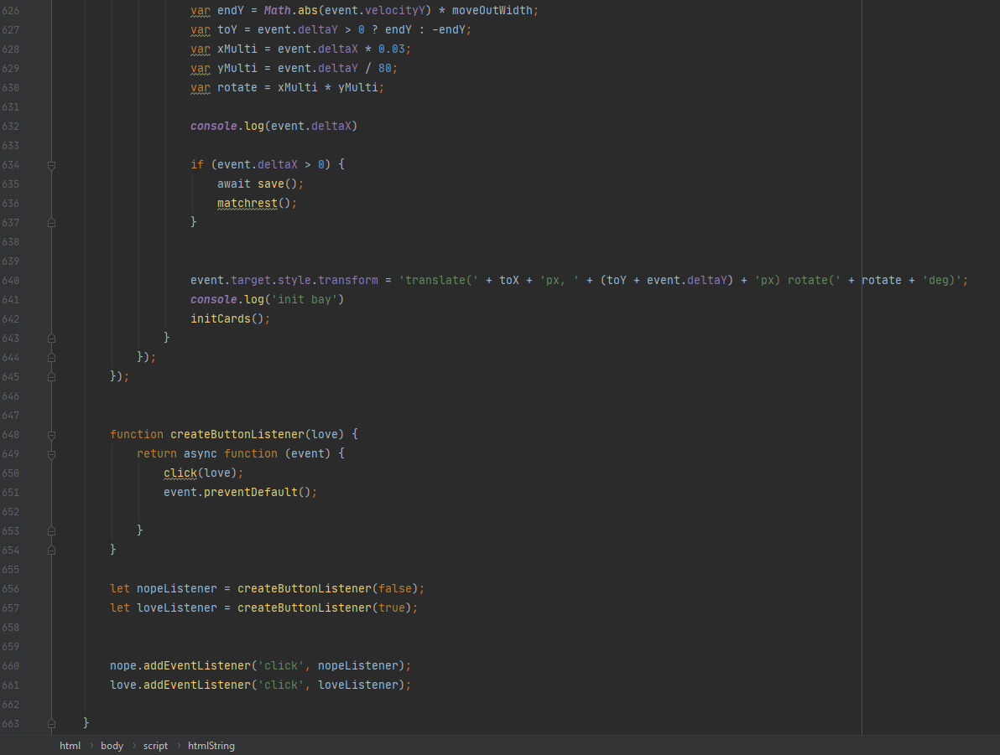 626 var endY = Math.abs(event.velocityY) * moveOutWidth;
627 var toY = event.deltaY > 0 ? endY : -endY;
628 var xMulti = event.deltaX * 0.03;
629 var yMulti = event.deltaY / 80;
630 var rotate = xMulti * yMulti;
631
632 console.log(event.deltaX)
633
634 if (event.deltaX > 0) {
635 await save();
636 matchrest();
637 }
638
639
640 event.target.style.transform = 'translate(' + toX + 'px, ' + (toY + event.deltaY) + 'px) rotate(' + rotate + 'deg)';
641 console.log('init bay')
642 initCards();
643 }
644 });
645 });
646
647
648 function createButtonListener(love) {
649 return async function (event) {
650 click(love);
651 event.preventDefault();
652
653 }
654 }
655
656 let nopeListener = createButtonListener(false);
657 let loveListener = createButtonListener(true);
658
659
660 nope.addEventListener('click', nopeListener);
661 love.addEventListener('click', loveListener);
662
663 }
html › body › script › htmlString